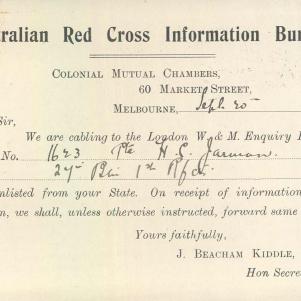 tralian Red Cross Information Bur
Colonial Mutual Chambers,
60 Market Street,
Melbourne, Sept. 20
Sir,
We are cabling to the London W. & M. Enquiry
No. 1623 Pte H. G. Jarman.
27th Bn 1st Rfts.
nlisted from your State. On receipt of information
n, we shall, unless otherwise instructed, forward same
Yours faithfully,
J. BEACHAM KIDDLE,
Hon Secre